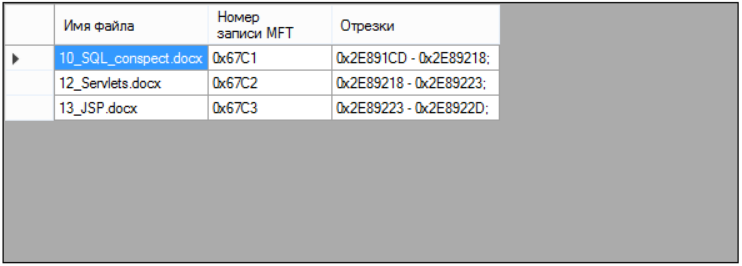 Имя файла Номер записи MFT Отрезки
10_SQL_conspect.docx 0x67C1 0x2E891CD - 0x2E89218;
12_Servlets.docx 0x67C2 0x2E89218 - 0x2E89223;
13_JSP.docx 0x67C3 0x2E89223 - 0x2E8922D;